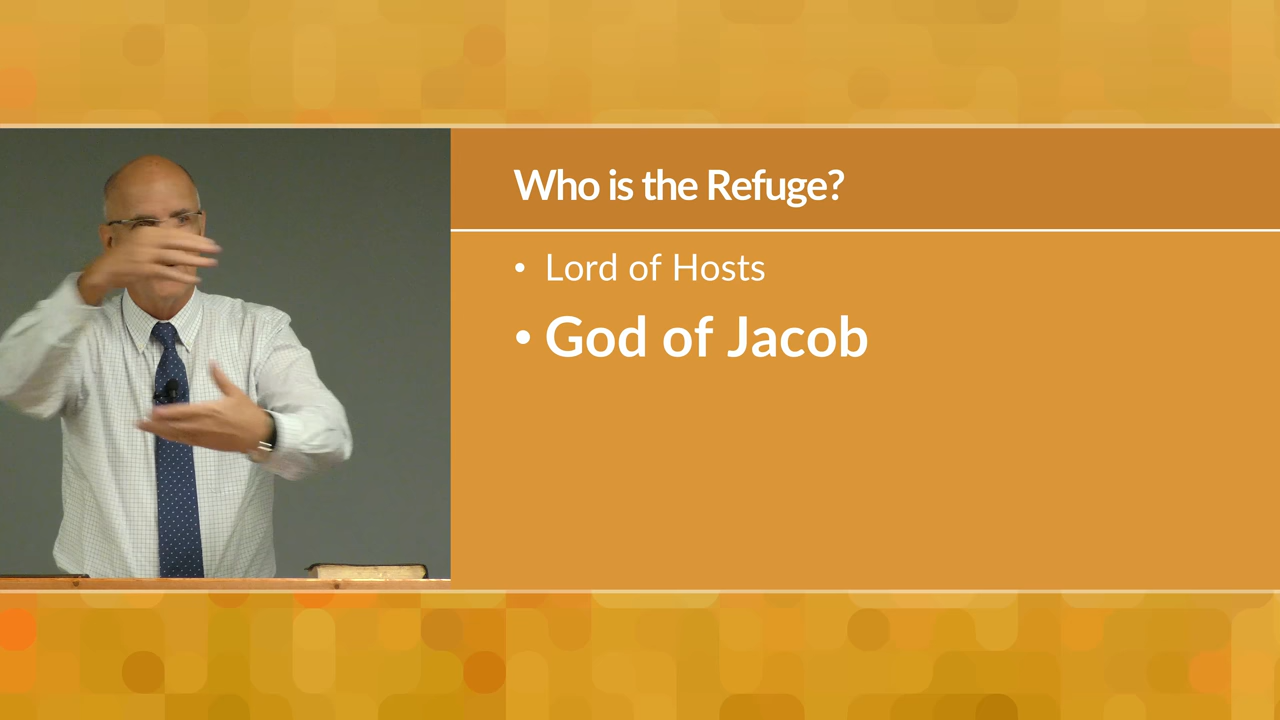 Who is the Refuge?
• Lord of Hosts
• God of Jacob